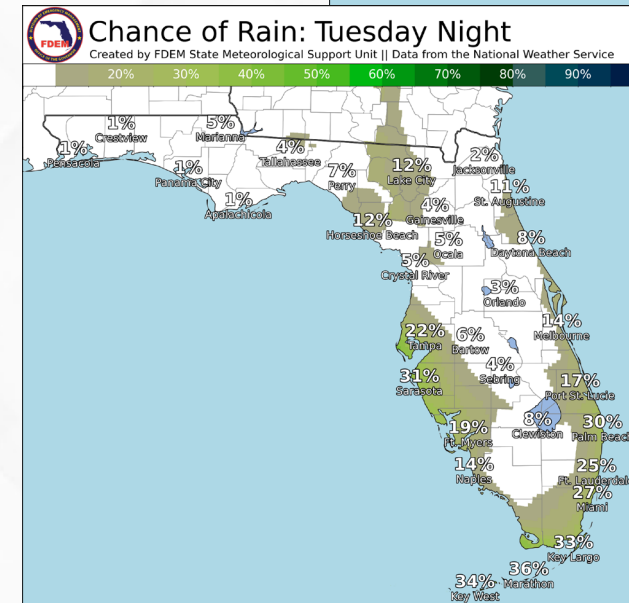 FDEM
Chance of Rain: Tuesday Night
Created by FDEM State Meteorological Support Unit || Data from the National Weather Service
20% 30% 40% 50% 60% 70% 80% 90%
1%
Crestview
5%
Marianna
1%
Pensacola
4%
Tallahassee
2%
Jacksonville
1%
Panama City
7%
Perry
12%
Lake City
11%
St. Augustine
1%
Apalachicola
4%
Gainesville
12%
Horseshoe Beach
5%
Ocala
8%
Daytona Beach
5%
Crystal River
3%
Orlando
14%
Melbourne
22%
Tampa
6%
Bartow
4%
Sebring
31%
Sarasota
17%
Port St. Lucie
19%
Ft. Myers
8%
Clewiston
30%
Palm Beac
14%
Naples
25%
Ft. Lauderdal
27%
Miami
33%
Key Largo
36%
Marathon
34%
Key West